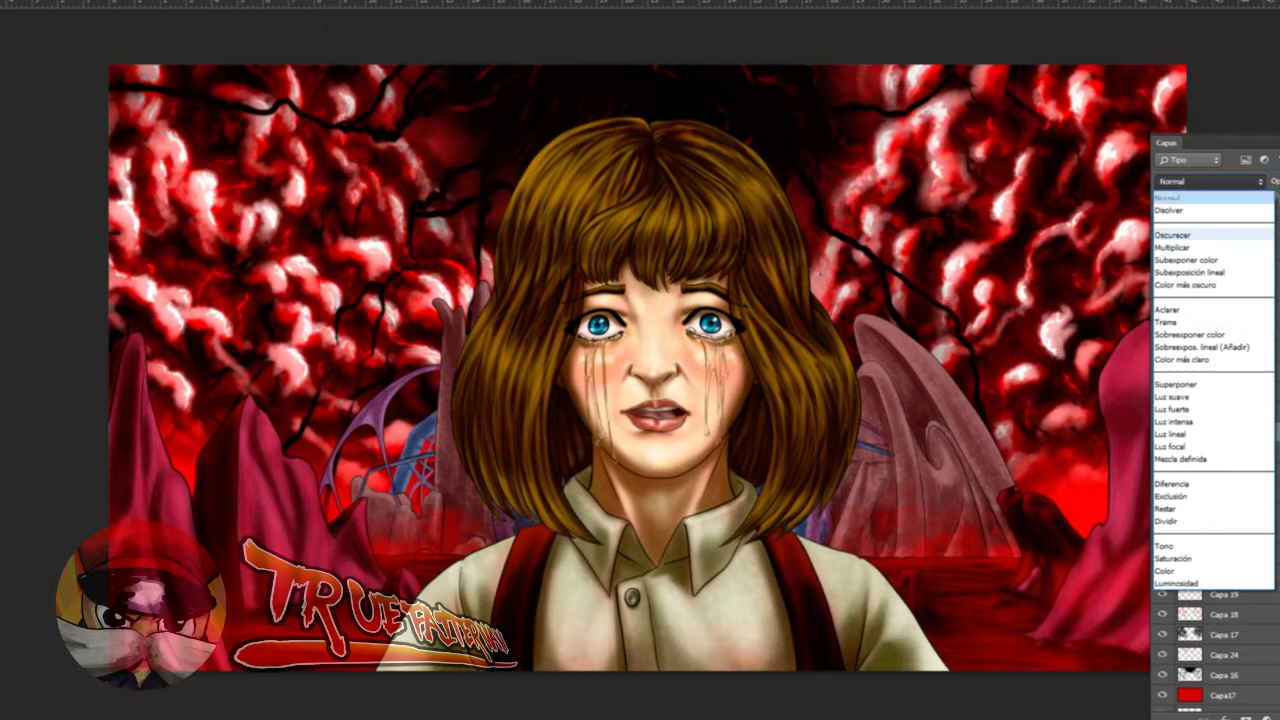 Capas
Tipo
Normal
Normal
Disolver
Oscurecer
Multiplicar
Subexponer color
Subexposición lineal
Color más oscuro
Aclarar
Trama
Sobreexponer color
Sobreexpos. lineal (Añadir)
Color más claro
Superponer
Luz suave
Luz fuerte
Luz intensa
Luz lineal
Luz focal
Mezcla definida
Diferencia
Exclusión
Restar
Dividir
Tono
Saturación
Color
Luminosidad
Capa 19
Capa 18
Capa 17
Capa 24
Capa 16
Capa17